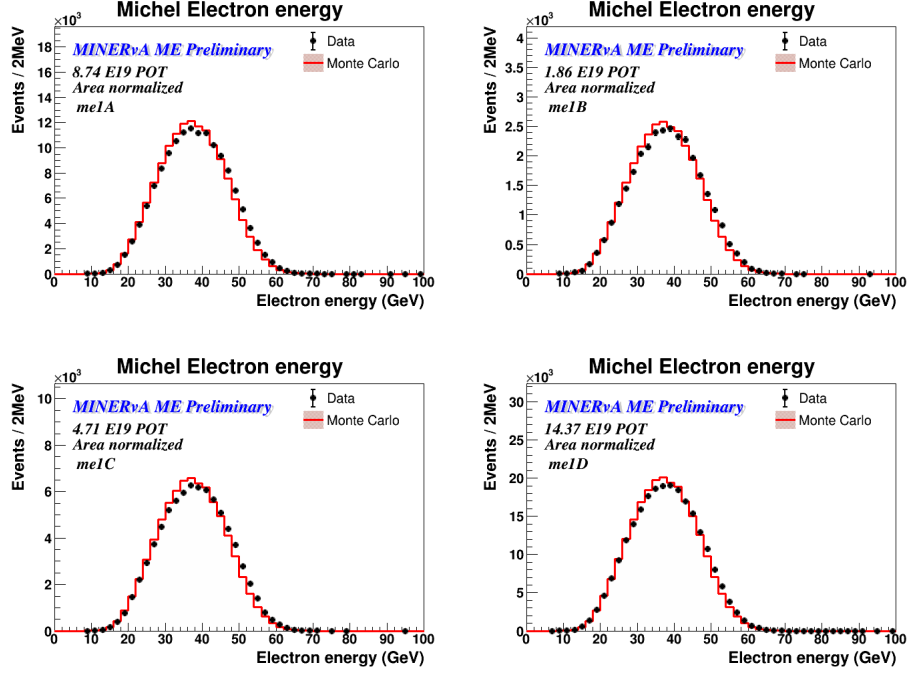 Michel Electron energy
×10³
Events / 2MeV
18
16
14
12
10
8
6
4
2
0
MINERνA ME Preliminary
8.74 E19 POT
Area normalized
me1A
Data
Monte Carlo
0 10 20 30 40 50 60 70 80 90 100
Electron energy (GeV)
Michel Electron energy
×10³
Events / 2MeV
4
3.5
3
2.5
2
1.5
1
0.5
0
MINERνA ME Preliminary
1.86 E19 POT
Area normalized
me1B
Data
Monte Carlo
0 10 20 30 40 50 60 70 80 90 100
Electron energy (GeV)
Michel Electron energy
×10³
Events / 2MeV
10
8
6
4
2
0
MINERνA ME Preliminary
4.71 E19 POT
Area normalized
me1C
Data
Monte Carlo
0 10 20 30 40 50 60 70 80 90 100
Electron energy (GeV)
Michel Electron energy
×10³
Events / 2MeV
30
25
20
15
10
5
0
MINERνA ME Preliminary
14.37 E19 POT
Area normalized
me1D
Data
Monte Carlo
0 10 20 30 40 50 60 70 80 90 100
Electron energy (GeV)